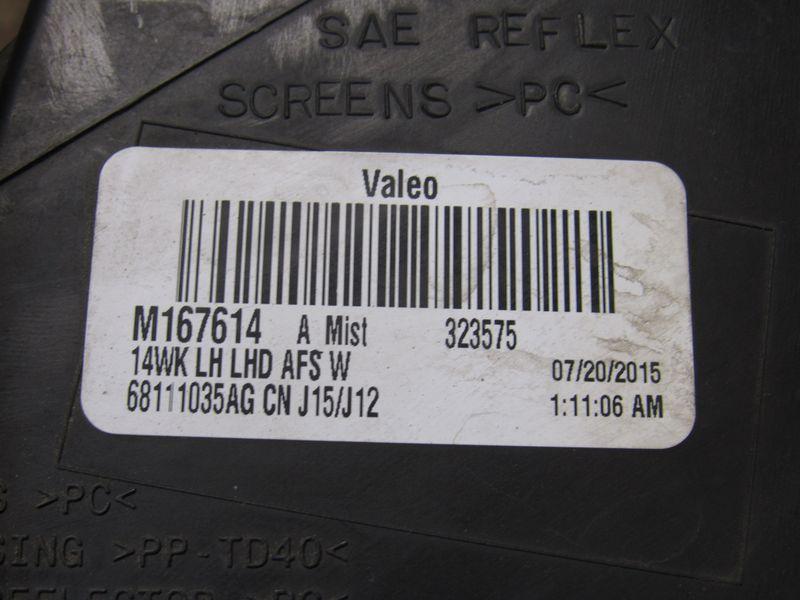 SAE REFLEX
SCREENS >PC<
Valeo
M167614 A Mist 323575
14WK LH LHD AFS W 07/20/2015
68111035AG CN J15/J12 1:11:06 AM
>PC<
>PP-TD40<